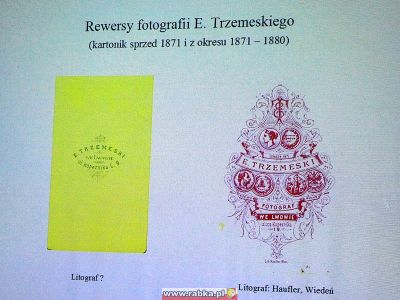 Rewersy fotografii E. Trzemeskiego
(kartonik sprzed 1871 i z okresu 1871 – 1880)
E. TRZEMESKI
WE LWOWIE
E. TRZEMESKI
FOTOGRAF
WE LWOWIE
Litograf ?
Litograf: Haufler, Wiedeń
www.rabka.pl